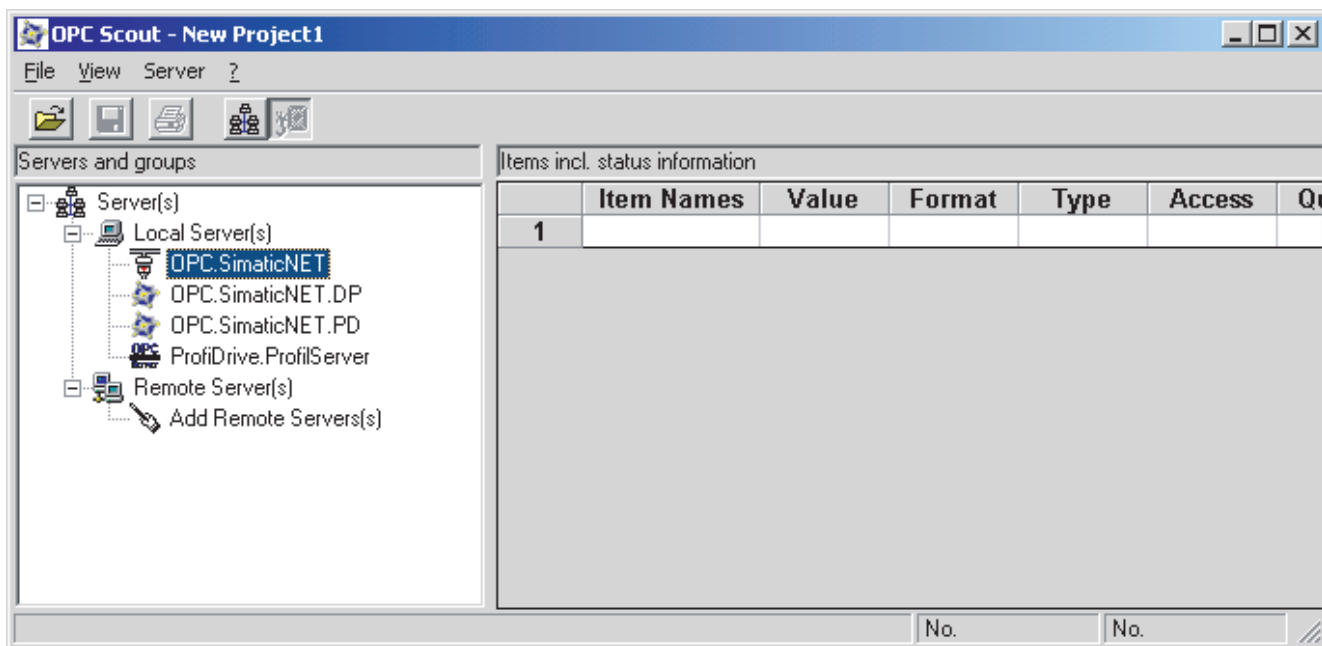 OPC Scout - New Project1
File View Server ?
Servers and groups
Items incl. status information
Server(s)
Local Server(s)
OPC.SimaticNET
OPC.SimaticNET.DP
OPC.SimaticNET.PD
OPC ProfiDrive.ProfilServer
Remote Server(s)
Add Remote Servers(s)
Item Names Value Format Type Access
1
No. No.